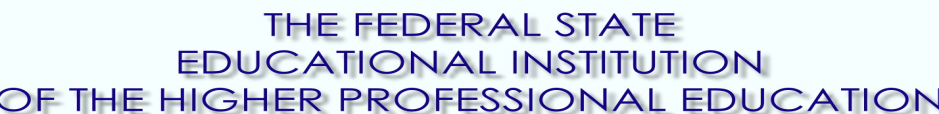 THE FEDERAL STATE
EDUCATIONAL INSTITUTION
OF THE HIGHER PROFESSIONAL EDUCATION